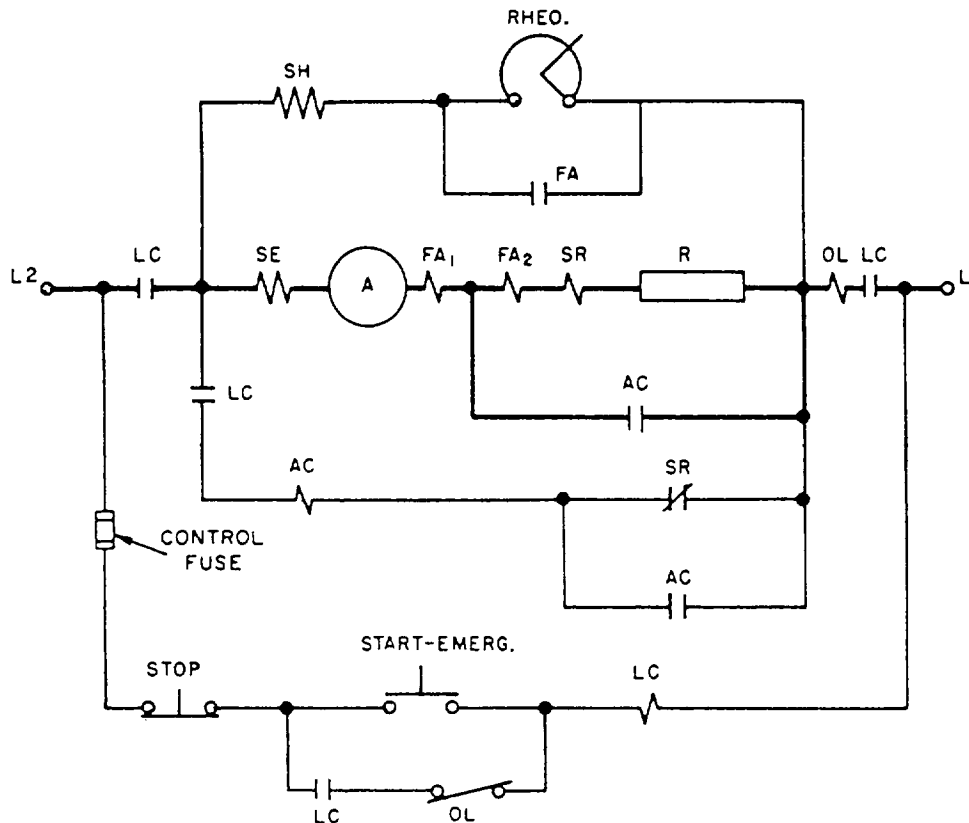 RHEO.
SH
FA
LC
SE
A
FA1
FA2
SR
R
OL
LC
L2
L
LC
AC
AC
SR
CONTROL
FUSE
AC
START-EMERG.
STOP
LC
LC
OL